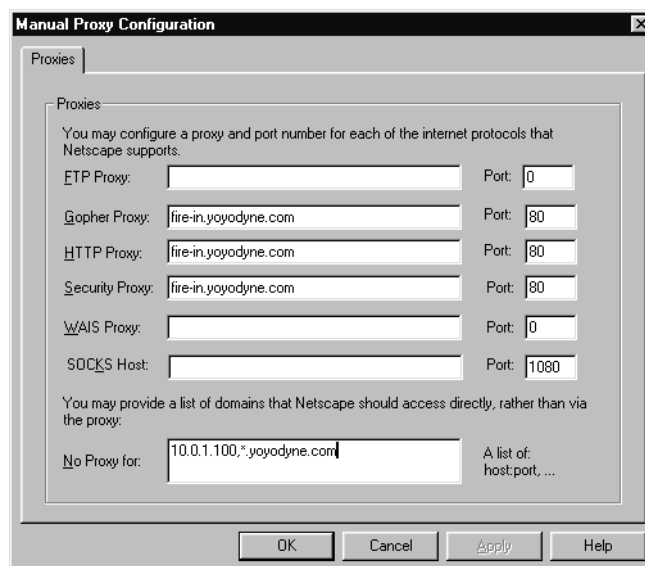 Manual Proxy Configuration
Proxies
Proxies
You may configure a proxy and port number for each of the internet protocols that
Netscape supports.
FTP Proxy: Port: 0
Gopher Proxy: fire-in.yoyodyne.com Port: 80
HTTP Proxy: fire-in.yoyodyne.com Port: 80
Security Proxy: fire-in.yoyodyne.com Port: 80
WAIS Proxy: Port: 0
SOCKS Host: Port: 1080
You may provide a list of domains that Netscape should access directly, rather than via
the proxy:
No Proxy for: 10.0.1.100,*.yoyodyne.com A list of:
host:port, ...
OK Cancel Apply Help